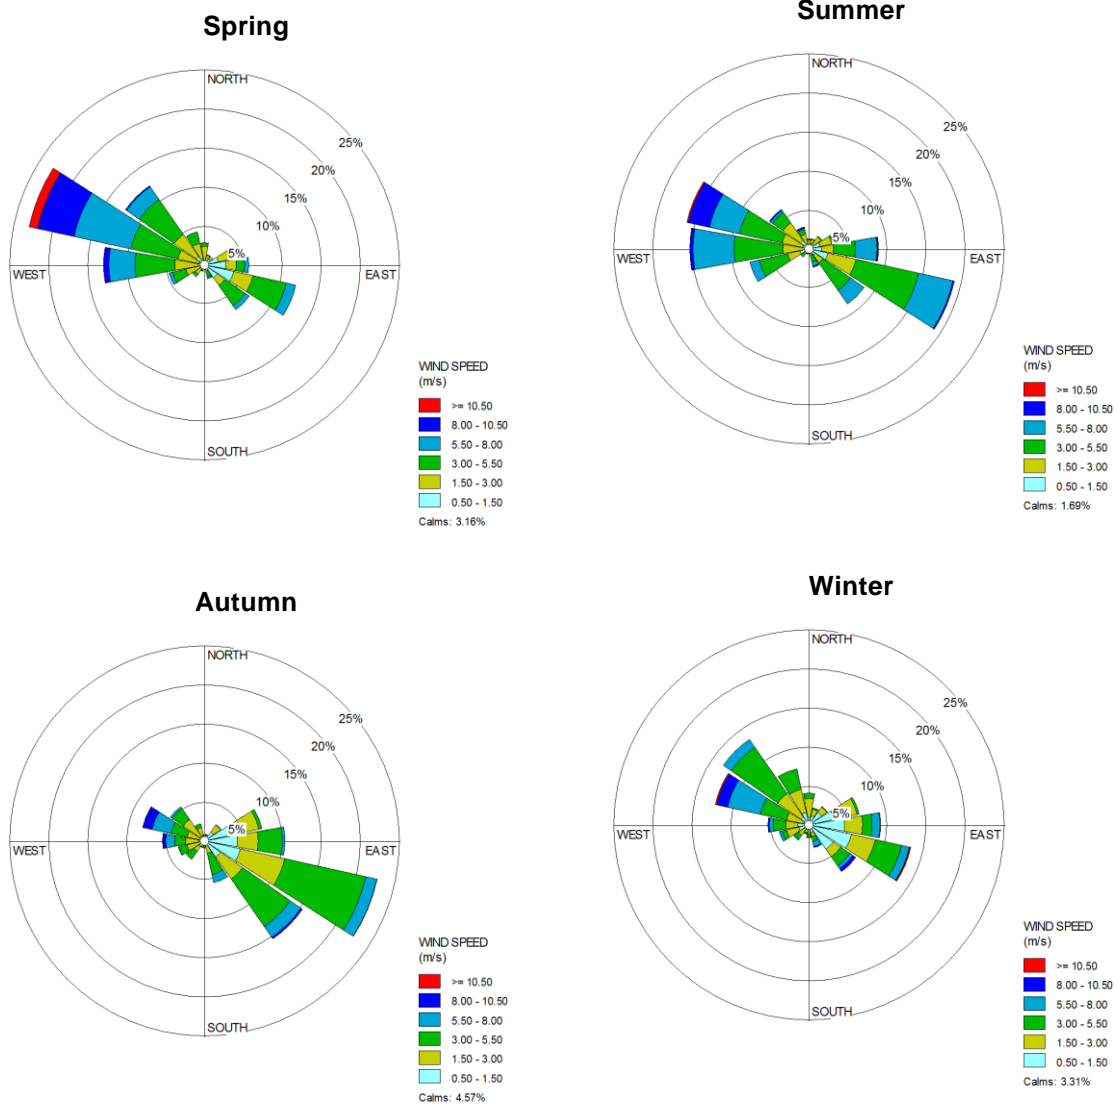 Spring
NORTH
25%
20%
15%
10%
5%
WEST
EAST
SOUTH
WIND SPEED
(m/s)
>= 10.50
8.00 - 10.50
5.50 - 8.00
3.00 - 5.50
1.50 - 3.00
0.50 - 1.50
Calms: 3.16%
Summer
NORTH
25%
20%
15%
10%
5%
WEST
EAST
SOUTH
WIND SPEED
(m/s)
>= 10.50
8.00 - 10.50
5.50 - 8.00
3.00 - 5.50
1.50 - 3.00
0.50 - 1.50
Calms: 1.69%
Autumn
NORTH
25%
20%
15%
10%
5%
WEST
EAST
SOUTH
WIND SPEED
(m/s)
>= 10.50
8.00 - 10.50
5.50 - 8.00
3.00 - 5.50
1.50 - 3.00
0.50 - 1.50
Calms: 4.57%
Winter
NORTH
25%
20%
15%
10%
5%
WEST
EAST
SOUTH
WIND SPEED
(m/s)
>= 10.50
8.00 - 10.50
5.50 - 8.00
3.00 - 5.50
1.50 - 3.00
0.50 - 1.50
Calms: 3.31%